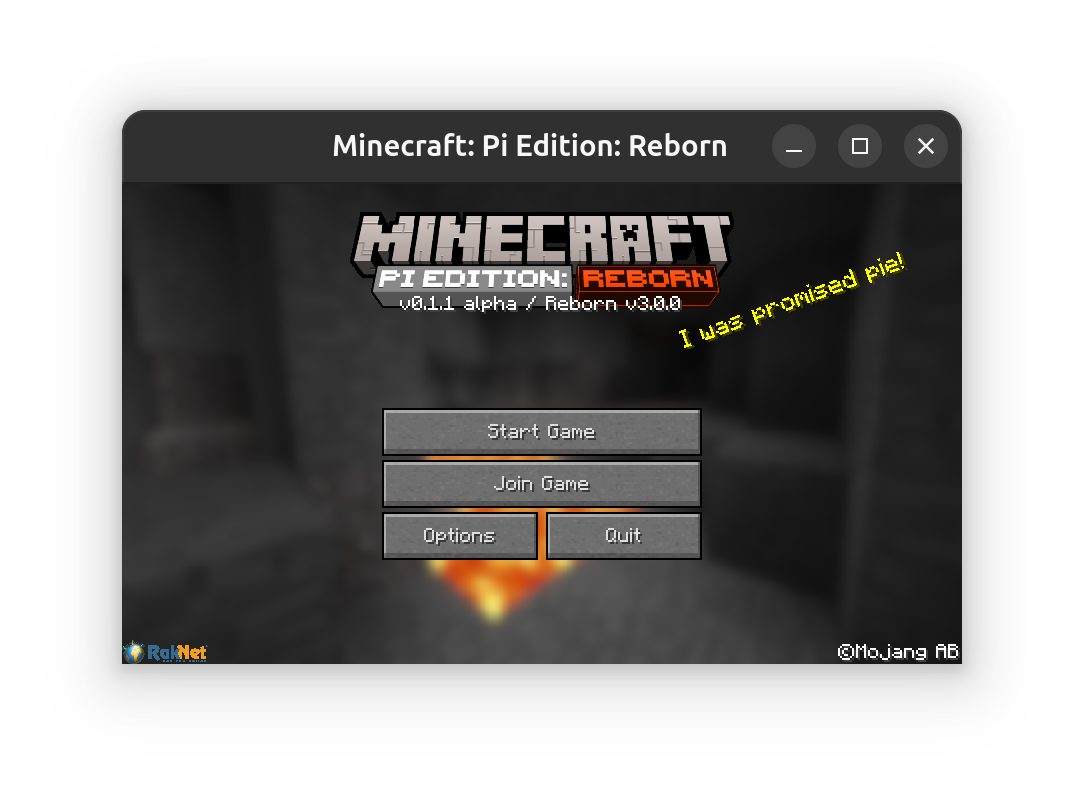 Minecraft: Pi Edition: Reborn
MINECRAFT
PI EDITION: REBORN
v0.1.1 alpha / Reborn v3.0.0
I was promised pie!
Start Game
Join Game
Options
Quit
RakNet
©Mojang AB